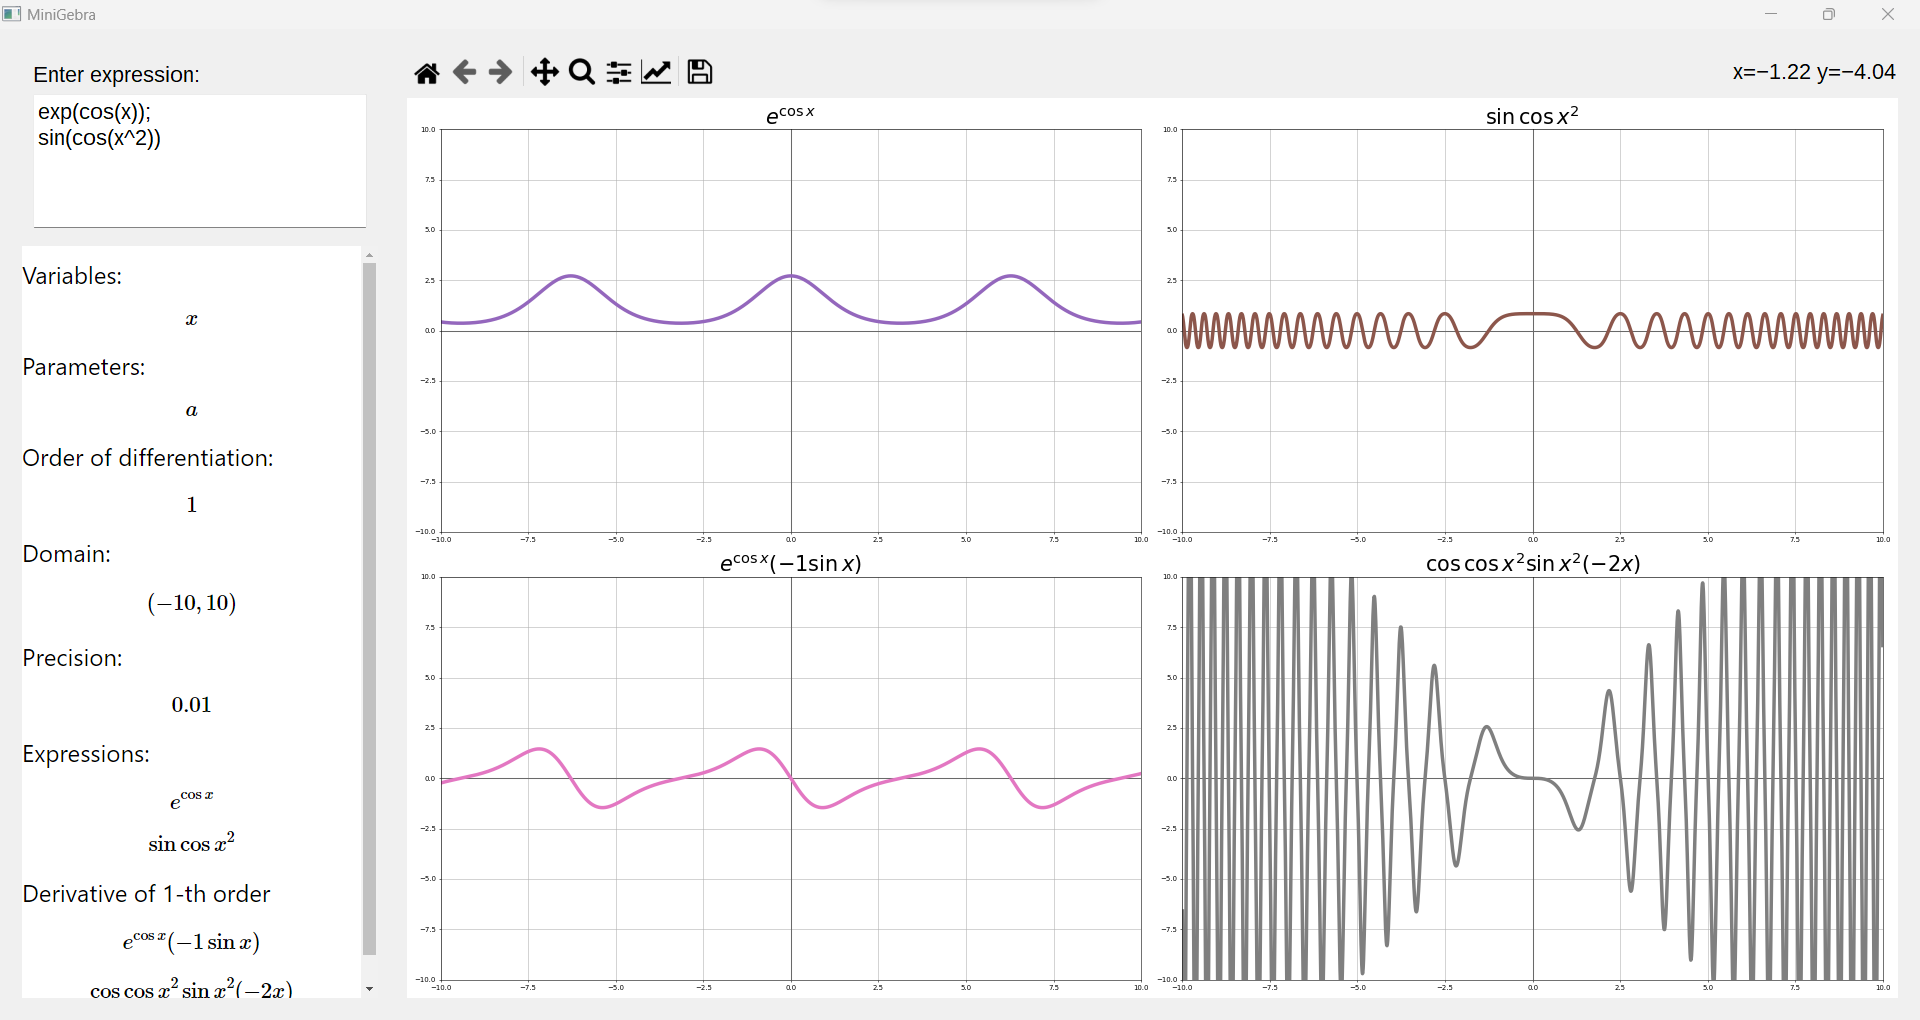 MiniGebra
Enter expression:
exp(cos(x));
sin(cos(x^2))
Variables:
x
Parameters:
a
Order of differentiation:
1
Domain:
(−10, 10)
Precision:
0.01
Expressions:
e^{cos x}
sin cos x²
Derivative of 1-th order
e^{cos x}(−1 sin x)
cos cos x² sin x²(−2x)
x=−1.22 y=−4.04
e^{cos x}
10.0
7.5
5.0
2.5
0.0
−2.5
−5.0
−7.5
−10.0
−10.0 −7.5 −5.0 −2.5 0.0 2.5 5.0 7.5 10.0
sin cos x²
10.0
7.5
5.0
2.5
0.0
−2.5
−5.0
−7.5
−10.0
−10.0 −7.5 −5.0 −2.5 0.0 2.5 5.0 7.5 10.0
e^{cos x}(−1sin x)
10.0
7.5
5.0
2.5
0.0
−2.5
−5.0
−7.5
−10.0
−10.0 −7.5 −5.0 −2.5 0.0 2.5 5.0 7.5 10.0
cos cos x²sin x²(−2x)
10.0
7.5
5.0
2.5
0.0
−2.5
−5.0
−7.5
−10.0
−10.0 −7.5 −5.0 −2.5 0.0 2.5 5.0 7.5 10.0